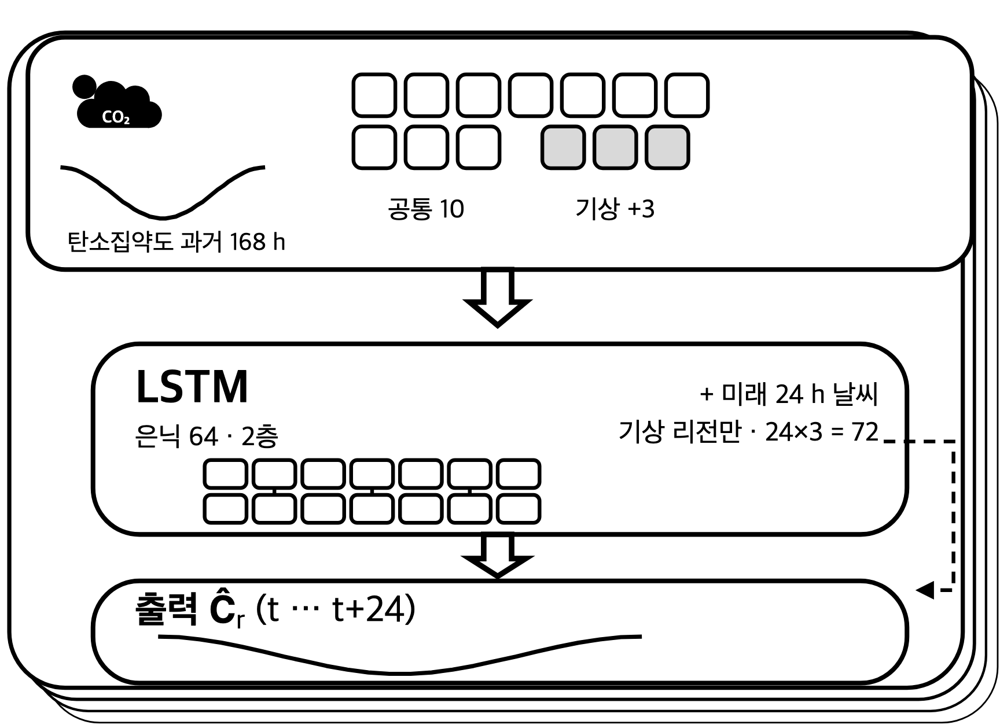 CO₂
공통 10
기상 +3
탄소집약도 과거 168 h
LSTM
은닉 64 · 2층
+ 미래 24 h 날씨
기상 리전만 · 24×3 = 72
출력 Ĉᵣ (t ⋯ t+24)